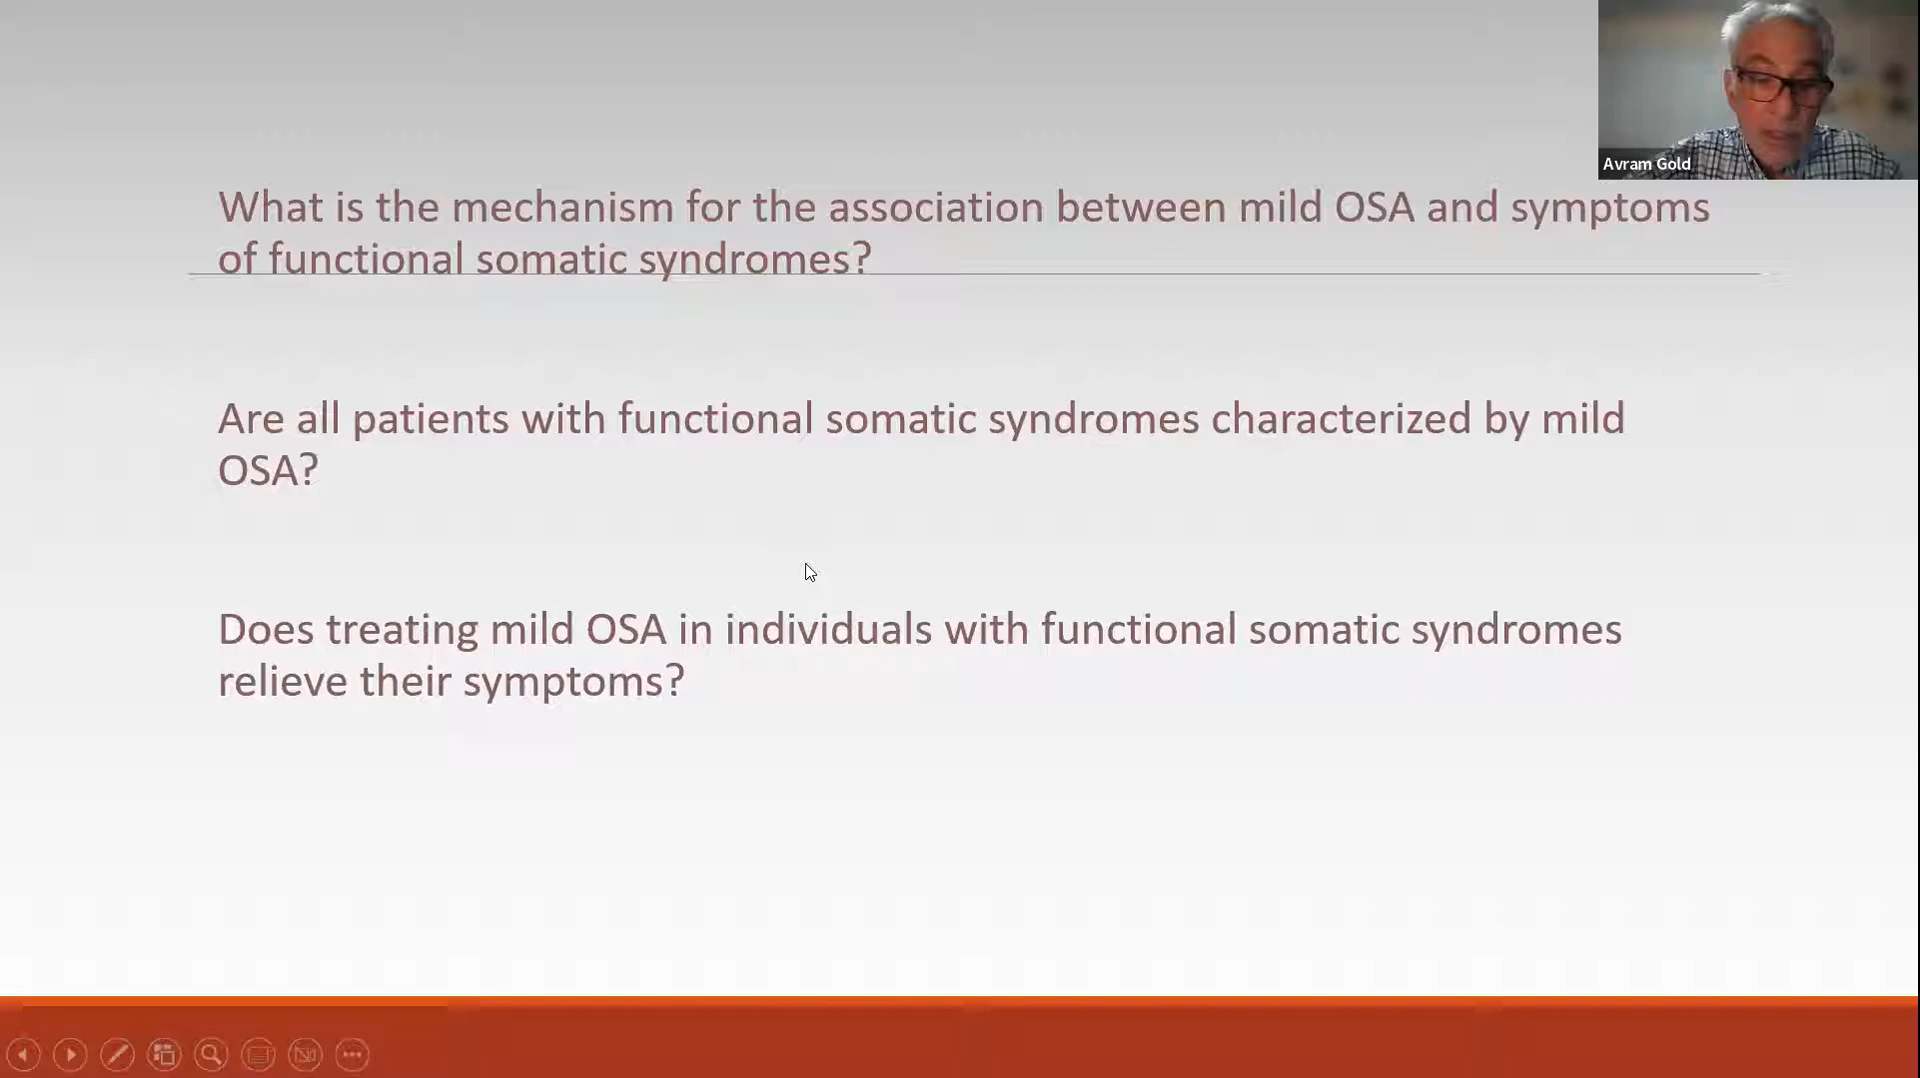 Avram Gold
What is the mechanism for the association between mild OSA and symptoms
of functional somatic syndromes?
Are all patients with functional somatic syndromes characterized by mild
OSA?
Does treating mild OSA in individuals with functional somatic syndromes
relieve their symptoms?